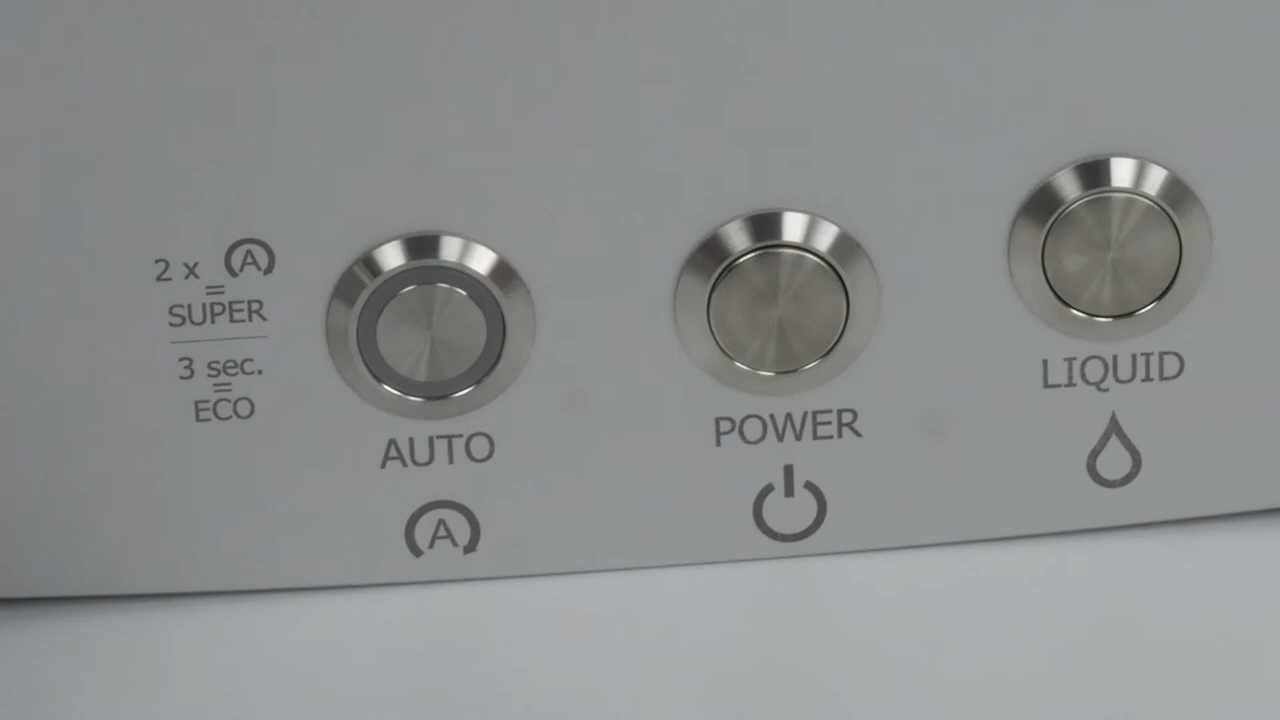 2 x A
=
SUPER
3 sec.
=
ECO
AUTO
A
POWER
LIQUID